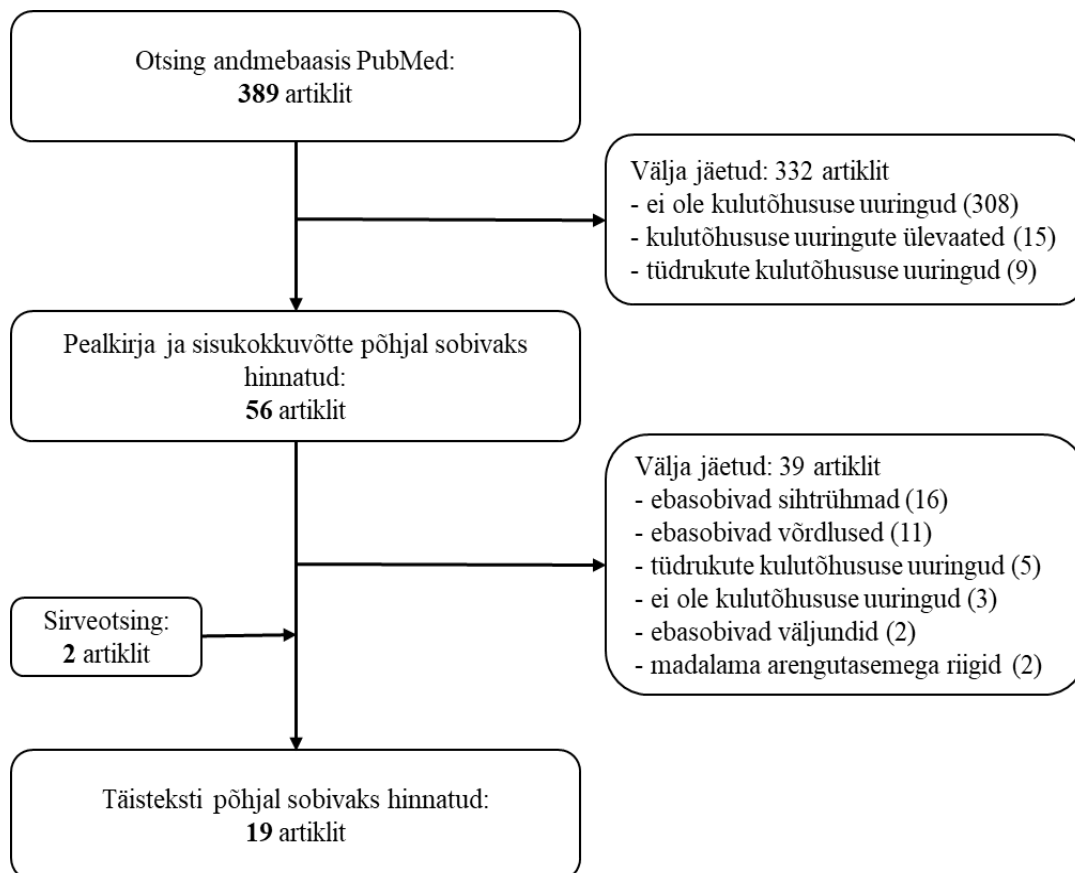 Otsing andmebaasis PubMed:
389 artiklit
Välja jäetud: 332 artiklit
- ei ole kulutõhususe uuringud (308)
- kulutõhususe uuringute ülevaated (15)
- tüdrukute kulutõhususe uuringud (9)
Pealkirja ja sisukokkuvõtte põhjal sobivaks
hinnatud:
56 artiklit
Välja jäetud: 39 artiklit
- ebasobivad sihtrühmad (16)
- ebasobivad võrdlused (11)
- tüdrukute kulutõhususe uuringud (5)
- ei ole kulutõhususe uuringud (3)
- ebasobivad väljundid (2)
- madalama arengutasemega riigid (2)
Sirveotsing:
2 artiklit
Täisteksti põhjal sobivaks hinnatud:
19 artiklit